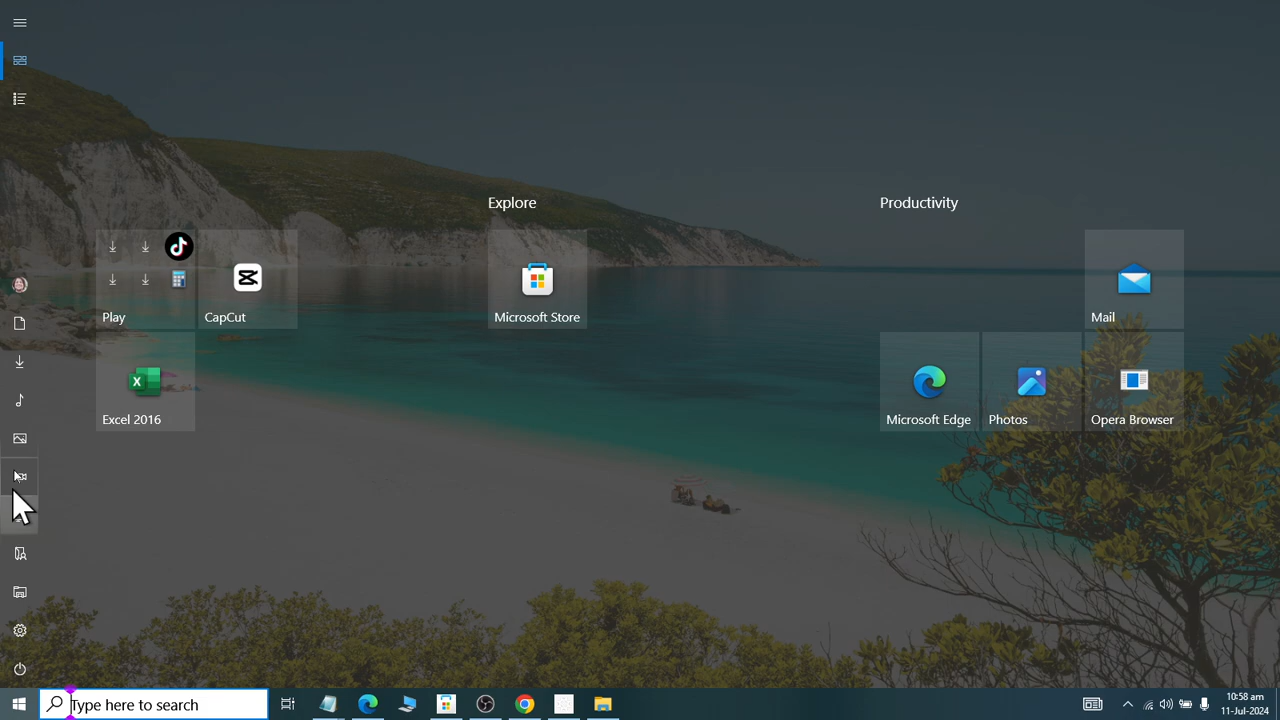 Explore
Productivity
Play
CapCut
Microsoft Store
Mail
Excel 2016
Microsoft Edge
Photos
Opera Browser
Type here to search
10:58 am
11-Jul-2024